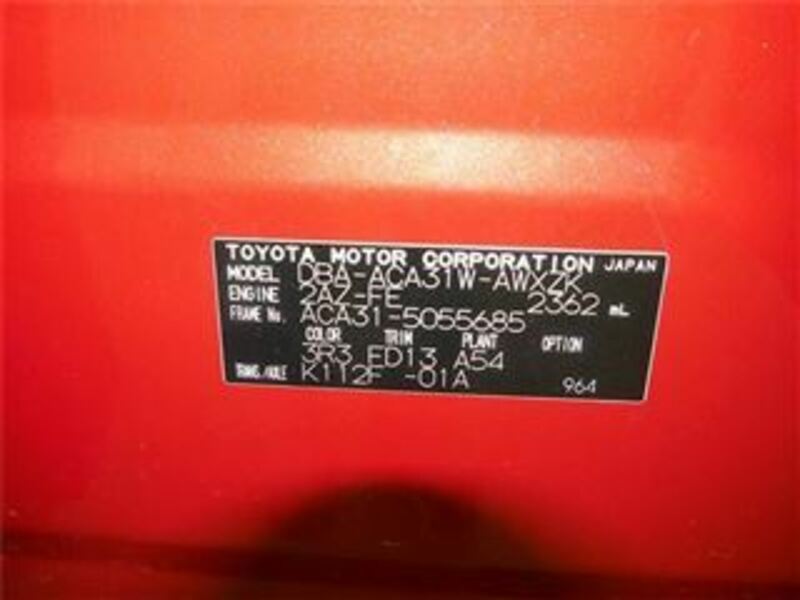 TOYOTA MOTOR CORPORATION JAPAN
MODEL DBA-ACA31W-AWXZK
ENGINE 2AZ-FE 2362 mL
FRAME No. ACA31-5055685
COLOR TRIM PLANT OPTION
3R3 FD13 A54
TRANS/AXLE K112F -01A 964